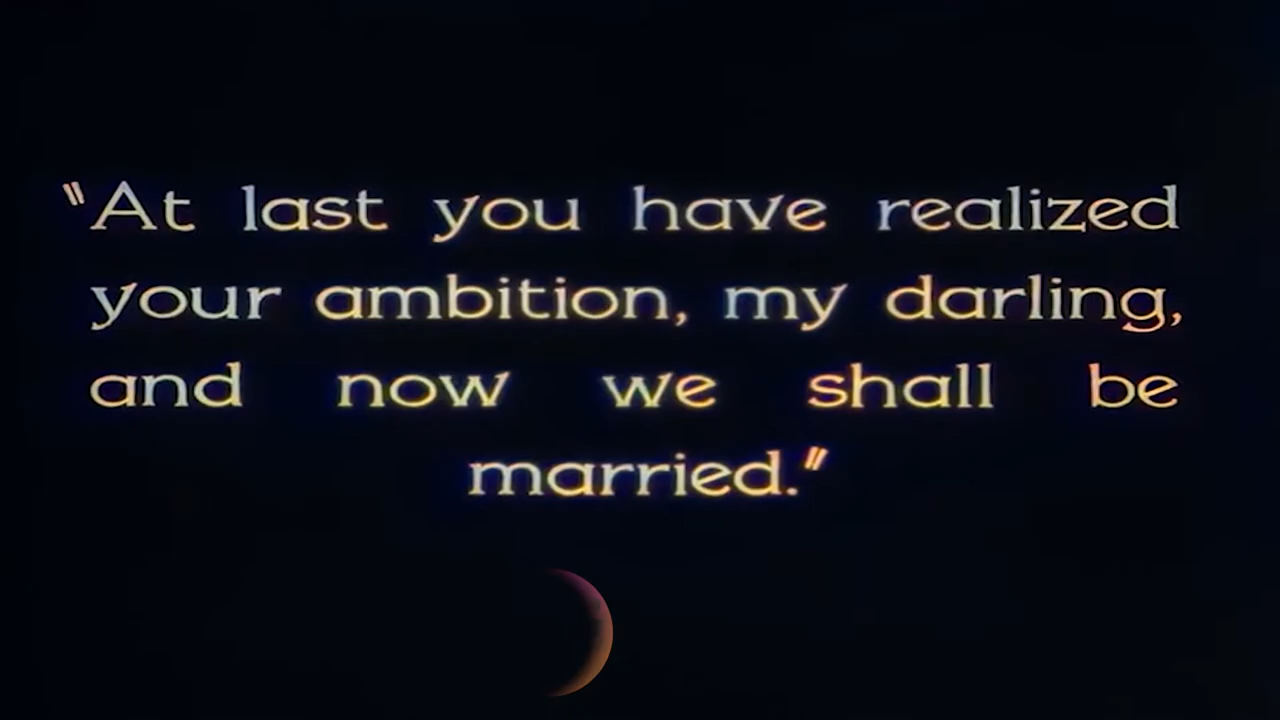 "At last you have realized
your ambition, my darling,
and now we shall be
married."